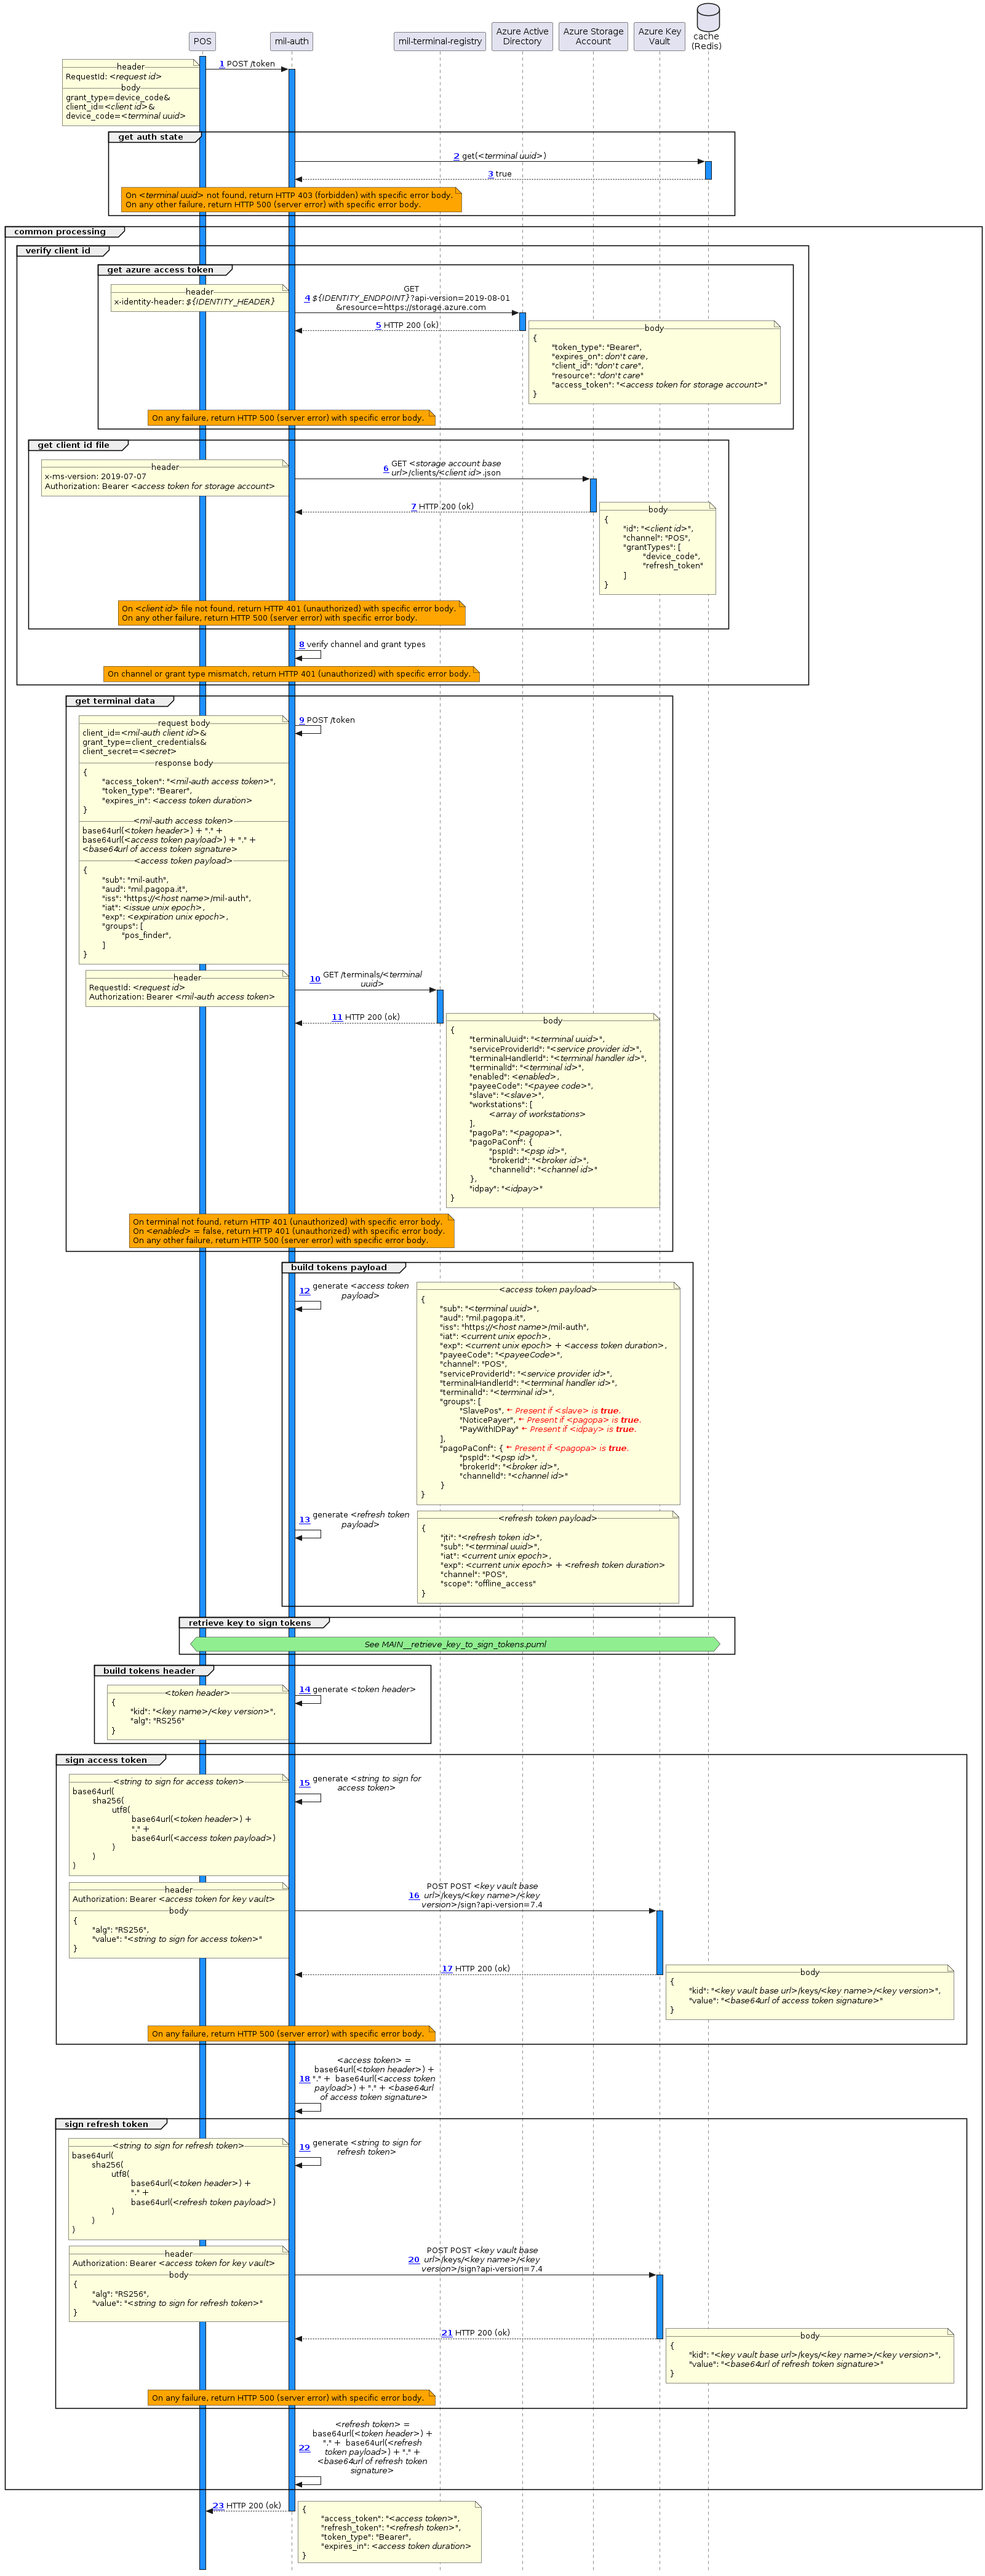 POS
mil-auth
mil-terminal-registry
Azure Active
Directory
Azure Storage
Account
Azure Key
Vault
cache
(Redis)
header
RequestId: <request id>
body
grant_type=device_code&
client_id=<client id>&
device_code=<terminal uuid>
1 POST /token
get auth state
2 get(<terminal uuid>)
3 true
On <terminal uuid> not found, return HTTP 403 (forbidden) with specific error body.
On any other failure, return HTTP 500 (server error) with specific error body.
common processing
verify client id
get azure access token
header
x-identity-header: ${IDENTITY_HEADER}
GET
4 ${IDENTITY_ENDPOINT}?api-version=2019-08-01
&resource=https://storage.azure.com
5 HTTP 200 (ok)
body
{
"token_type": "Bearer",
"expires_on": don't care,
"client_id": "don't care",
"resource": "don't care"
"access_token": "<access token for storage account>"
}
On any failure, return HTTP 500 (server error) with specific error body.
get client id file
header
x-ms-version: 2019-07-07
Authorization: Bearer <access token for storage account>
GET <storage account base
6 url>/clients/<client id>.json
7 HTTP 200 (ok)
body
{
"id": "<client id>",
"channel": "POS",
"grantTypes": [
"device_code",
"refresh_token"
]
}
On <client id> file not found, return HTTP 401 (unauthorized) with specific error body.
On any other failure, return HTTP 500 (server error) with specific error body.
8 verify channel and grant types
On channel or grant type mismatch, return HTTP 401 (unauthorized) with specific error body.
get terminal data
request body
client_id=<mil-auth client id>&
grant_type=client_credentials&
client_secret=<secret>
response body
{
"access_token": "<mil-auth access token>",
"token_type": "Bearer",
"expires_in": <access token duration>
}
<mil-auth access token>
base64url(<token header>) + "." +
base64url(<access token payload>) + "." +
<base64url of access token signature>
<access token payload>
{
"sub": "mil-auth",
"aud": "mil.pagopa.it",
"iss": "https://<host name>/mil-auth",
"iat": <issue unix epoch>,
"exp": <expiration unix epoch>,
"groups": [
"pos_finder",
]
}
9 POST /token
header
RequestId: <request id>
Authorization: Bearer <mil-auth access token>
10 GET /terminals/<terminal
uuid>
11 HTTP 200 (ok)
body
{
"terminalUuid": "<terminal uuid>",
"serviceProviderId": "<service provider id>",
"terminalHandlerId": "<terminal handler id>",
"terminalId": "<terminal id>",
"enabled": <enabled>,
"payeeCode": "<payee code>",
"slave": "<slave>",
"workstations": [
<array of workstations>
],
"pagoPa": "<pagopa>",
"pagoPaConf": {
"pspId": "<psp id>",
"brokerId": "<broker id>",
"channelId": "<channel id>"
},
"idpay": "<idpay>"
}
On terminal not found, return HTTP 401 (unauthorized) with specific error body.
On <enabled> = false, return HTTP 401 (unauthorized) with specific error body.
On any other failure, return HTTP 500 (server error) with specific error body.
build tokens payload
12 generate <access token
payload>
<access token payload>
{
"sub": "<terminal uuid>",
"aud": "mil.pagopa.it",
"iss": "https://<host name>/mil-auth",
"iat": <current unix epoch>,
"exp": <current unix epoch> + <access token duration>,
"payeeCode": "<payeeCode>",
"channel": "POS",
"serviceProviderId": "<service provider id>",
"terminalHandlerId": "<terminal handler id>",
"terminalId": "<terminal id>",
"groups": [
"SlavePos", ← Present if <slave> is true.
"NoticePayer", ← Present if <pagopa> is true.
"PayWithIDPay" ← Present if <idpay> is true.
],
"pagoPaConf": { ← Present if <pagopa> is true.
"pspId": "<psp id>",
"brokerId": "<broker id>",
"channelId": "<channel id>"
}
}
13 generate <refresh token
payload>
<refresh token payload>
{
"jti": "<refresh token id>",
"sub": "<terminal uuid>",
"iat": <current unix epoch>,
"exp": <current unix epoch> + <refresh token duration>
"channel": "POS",
"scope": "offline_access"
}
retrieve key to sign tokens
See MAIN__retrieve_key_to_sign_tokens.puml
build tokens header
<token header>
{
"kid": "<key name>/<key version>",
"alg": "RS256"
}
14 generate <token header>
sign access token
<string to sign for access token>
base64url(
sha256(
utf8(
base64url(<token header>) +
"." +
base64url(<access token payload>)
)
)
)
15 generate <string to sign for
access token>
header
Authorization: Bearer <access token for key vault>
body
{
"alg": "RS256",
"value": "<string to sign for access token>"
}
POST POST <key vault base
16 url>/keys/<key name>/<key
version>/sign?api-version=7.4
17 HTTP 200 (ok)
body
{
"kid": "<key vault base url>/keys/<key name>/<key version>",
"value": "<base64url of access token signature>"
}
On any failure, return HTTP 500 (server error) with specific error body.
<access token> =
base64url(<token header>) +
18 "." + base64url(<access token
payload>) + "." + <base64url
of access token signature>
sign refresh token
<string to sign for refresh token>
base64url(
sha256(
utf8(
base64url(<token header>) +
"." +
base64url(<refresh token payload>)
)
)
)
19 generate <string to sign for
refresh token>
header
Authorization: Bearer <access token for key vault>
body
{
"alg": "RS256",
"value": "<string to sign for refresh token>"
}
POST POST <key vault base
20 url>/keys/<key name>/<key
version>/sign?api-version=7.4
21 HTTP 200 (ok)
body
{
"kid": "<key vault base url>/keys/<key name>/<key version>",
"value": "<base64url of refresh token signature>"
}
On any failure, return HTTP 500 (server error) with specific error body.
<refresh token> =
base64url(<token header>) +
22 "." + base64url(<refresh
token payload>) + "." +
<base64url of refresh token
signature>
23 HTTP 200 (ok)
{
"access_token": "<access token>",
"refresh_token": "<refresh token>",
"token_type": "Bearer",
"expires_in": <access token duration>
}